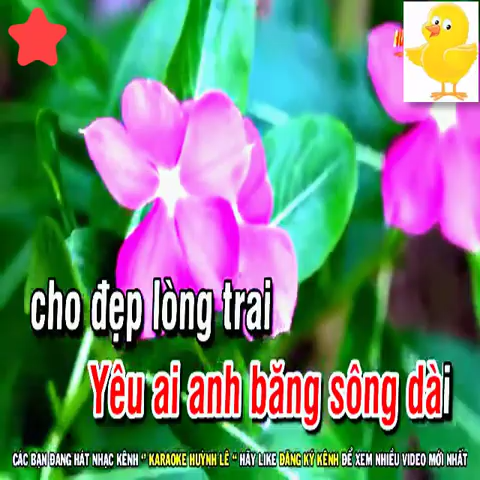 cho đẹp lòng trai
Yêu ai anh băng sông dài
CÁC BẠN ĐANG HÁT NHẠC KÊNH " KARAOKE HUỲNH LÊ " HÃY LIKE ĐĂNG KÝ KÊNH ĐỂ XEM NHIỀU VIDEO MỚI NHẤT